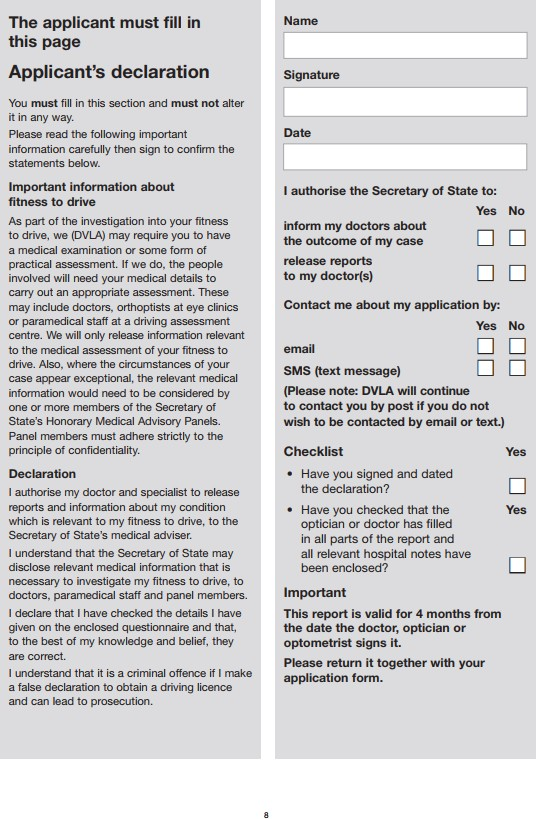 The applicant must fill in
this page
Applicant's declaration
You must fill in this section and must not alter
it in any way.
Please read the following important
information carefully then sign to confirm the
statements below.
Important information about
fitness to drive
As part of the investigation into your fitness
to drive, we (DVLA) may require you to have
a medical examination or some form of
practical assessment. If we do, the people
involved will need your medical details to
carry out an appropriate assessment. These
may include doctors, orthoptists at eye clinics
or paramedical staff at a driving assessment
centre. We will only release information relevant
to the medical assessment of your fitness to
drive. Also, where the circumstances of your
case appear exceptional, the relevant medical
information would need to be considered by
one or more members of the Secretary of
State's Honorary Medical Advisory Panels.
Panel members must adhere strictly to the
principle of confidentiality.
Declaration
I authorise my doctor and specialist to release
reports and information about my condition
which is relevant to my fitness to drive, to the
Secretary of State's medical adviser.
I understand that the Secretary of State may
disclose relevant medical information that is
necessary to investigate my fitness to drive, to
doctors, paramedical staff and panel members.
I declare that I have checked the details I have
given on the enclosed questionnaire and that,
to the best of my knowledge and belief, they
are correct.
I understand that it is a criminal offence if I make
a false declaration to obtain a driving licence
and can lead to prosecution.
Name
Signature
Date
I authorise the Secretary of State to:
Yes No
inform my doctors about
the outcome of my case
release reports
to my doctor(s)
Contact me about my application by:
Yes No
email
SMS (text message)
(Please note: DVLA will continue
to contact you by post if you do not
wish to be contacted by email or text.)
Checklist Yes
• Have you signed and dated
the declaration?
• Have you checked that the Yes
optician or doctor has filled
in all parts of the report and
all relevant hospital notes have
been enclosed?
Important
This report is valid for 4 months from
the date the doctor, optician or
optometrist signs it.
Please return it together with your
application form.
8